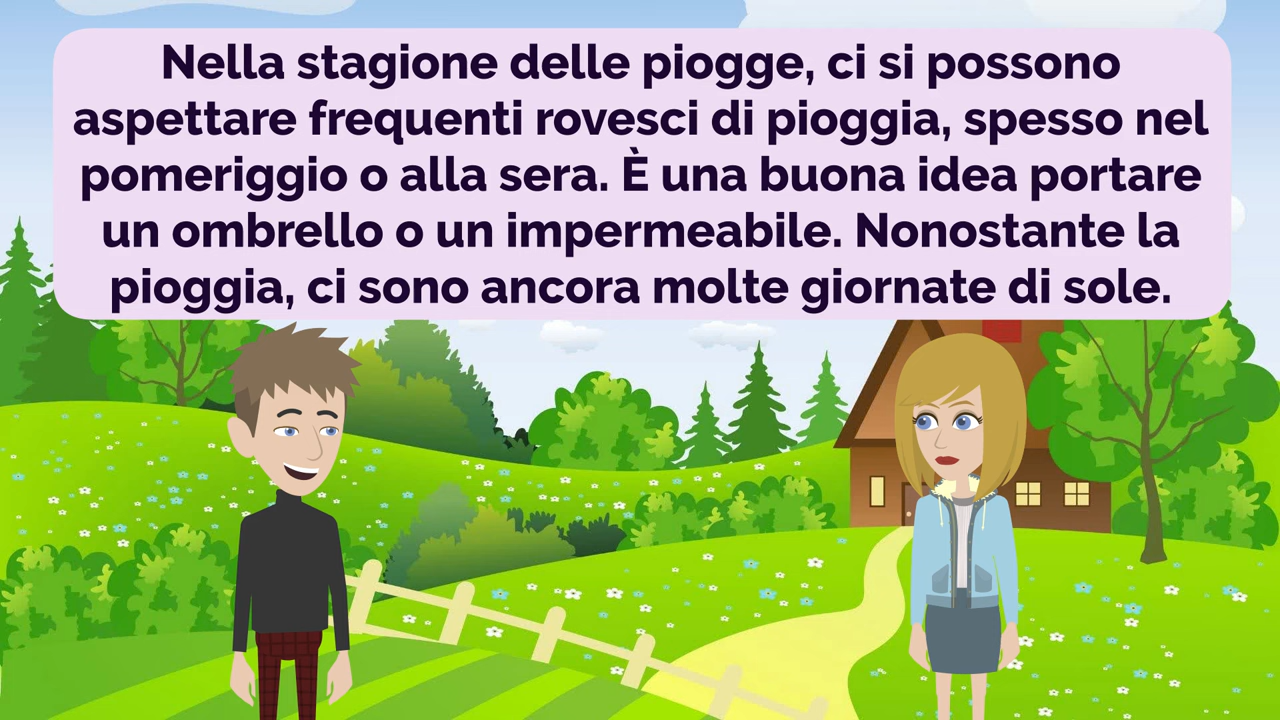 Nella stagione delle piogge, ci si possono
aspettare frequenti rovesci di pioggia, spesso nel
pomeriggio o alla sera. È una buona idea portare
un ombrello o un impermeabile. Nonostante la
pioggia, ci sono ancora molte giornate di sole.